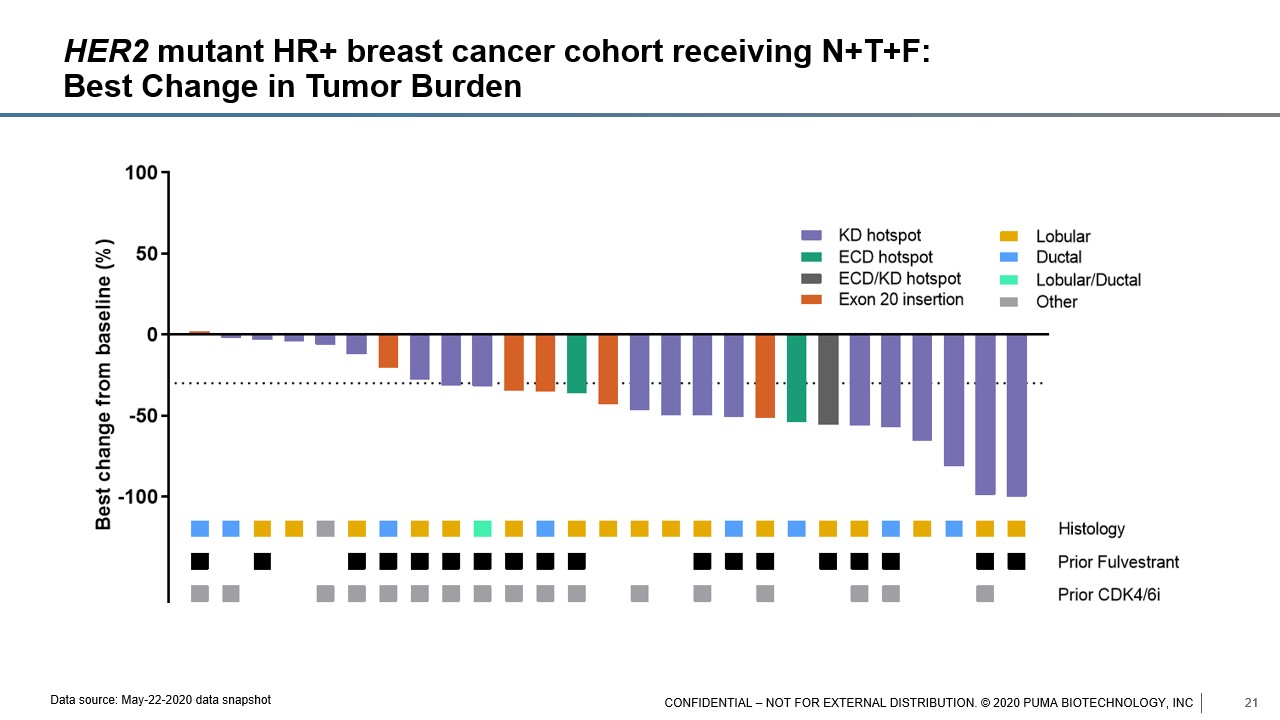 HER2 mutant HR+ breast cancer cohort receiving N+T+F:
Best Change in Tumor Burden
Best change from baseline (%)
100
50
0
-50
-100
KD hotspot
ECD hotspot
ECD/KD hotspot
Exon 20 insertion
Lobular
Ductal
Lobular/Ductal
Other
Histology
Prior Fulvestrant
Prior CDK4/6i
Data source: May-22-2020 data snapshot
CONFIDENTIAL – NOT FOR EXTERNAL DISTRIBUTION. © 2020 PUMA BIOTECHNOLOGY, INC
21